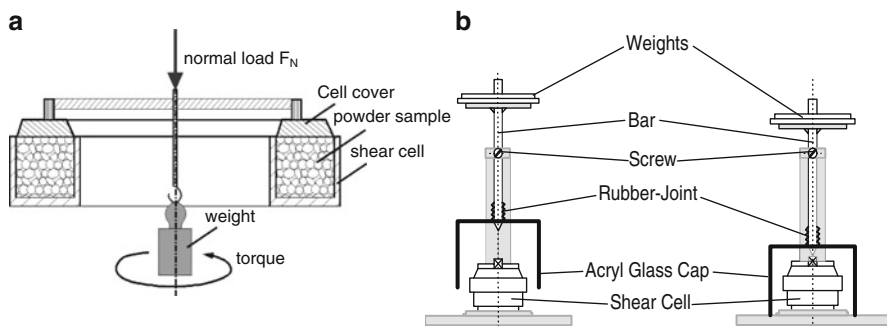 a
normal load F_N
Cell cover
powder sample
shear cell
weight
torque
b
Weights
Bar
Screw
Rubber-Joint
Acryl Glass Cap
Shear Cell